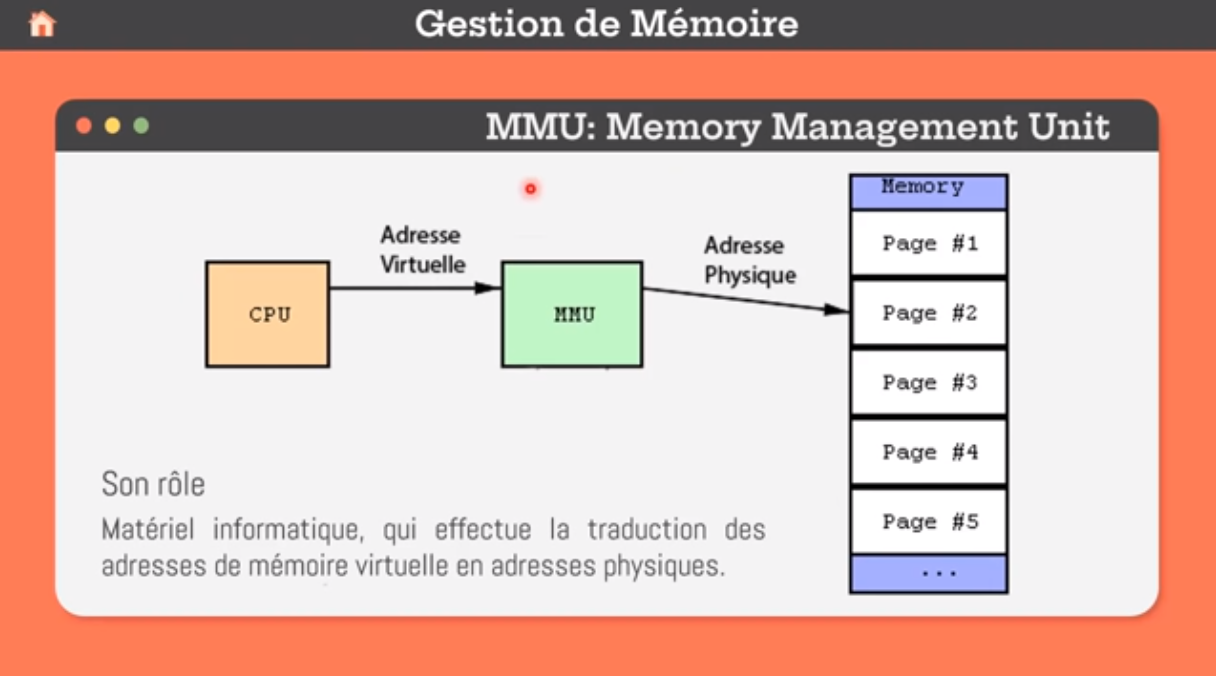 Gestion de Mémoire
MMU: Memory Management Unit
Adresse
Virtuelle
Adresse
Physique
CPU
MMU
Memory
Page #1
Page #2
Page #3
Page #4
Page #5
...
Son rôle
Matériel informatique, qui effectue la traduction des
adresses de mémoire virtuelle en adresses physiques.